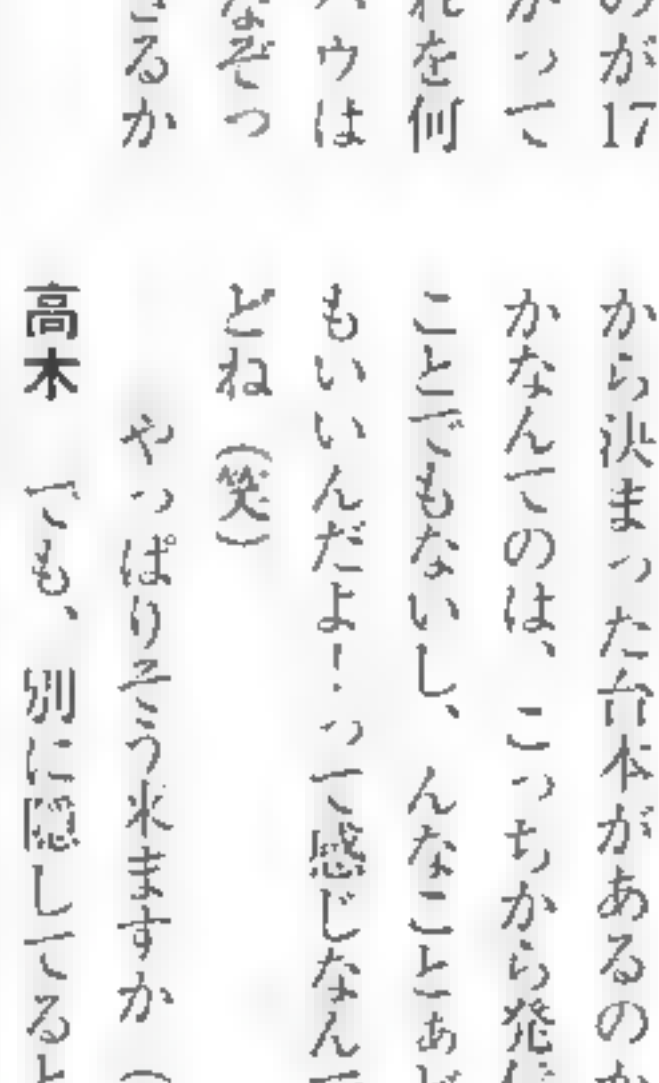 のが17
かって
れを何
ハウは
なぞっ
きるか
から決まった台本があるのか
かなんてのは、こっちから発信
ことでもないし、んなことあど
もいいんだよ!って感じなんで
どね(笑)
やっぱりそう来ますか(
高木 でも、別に隠してると